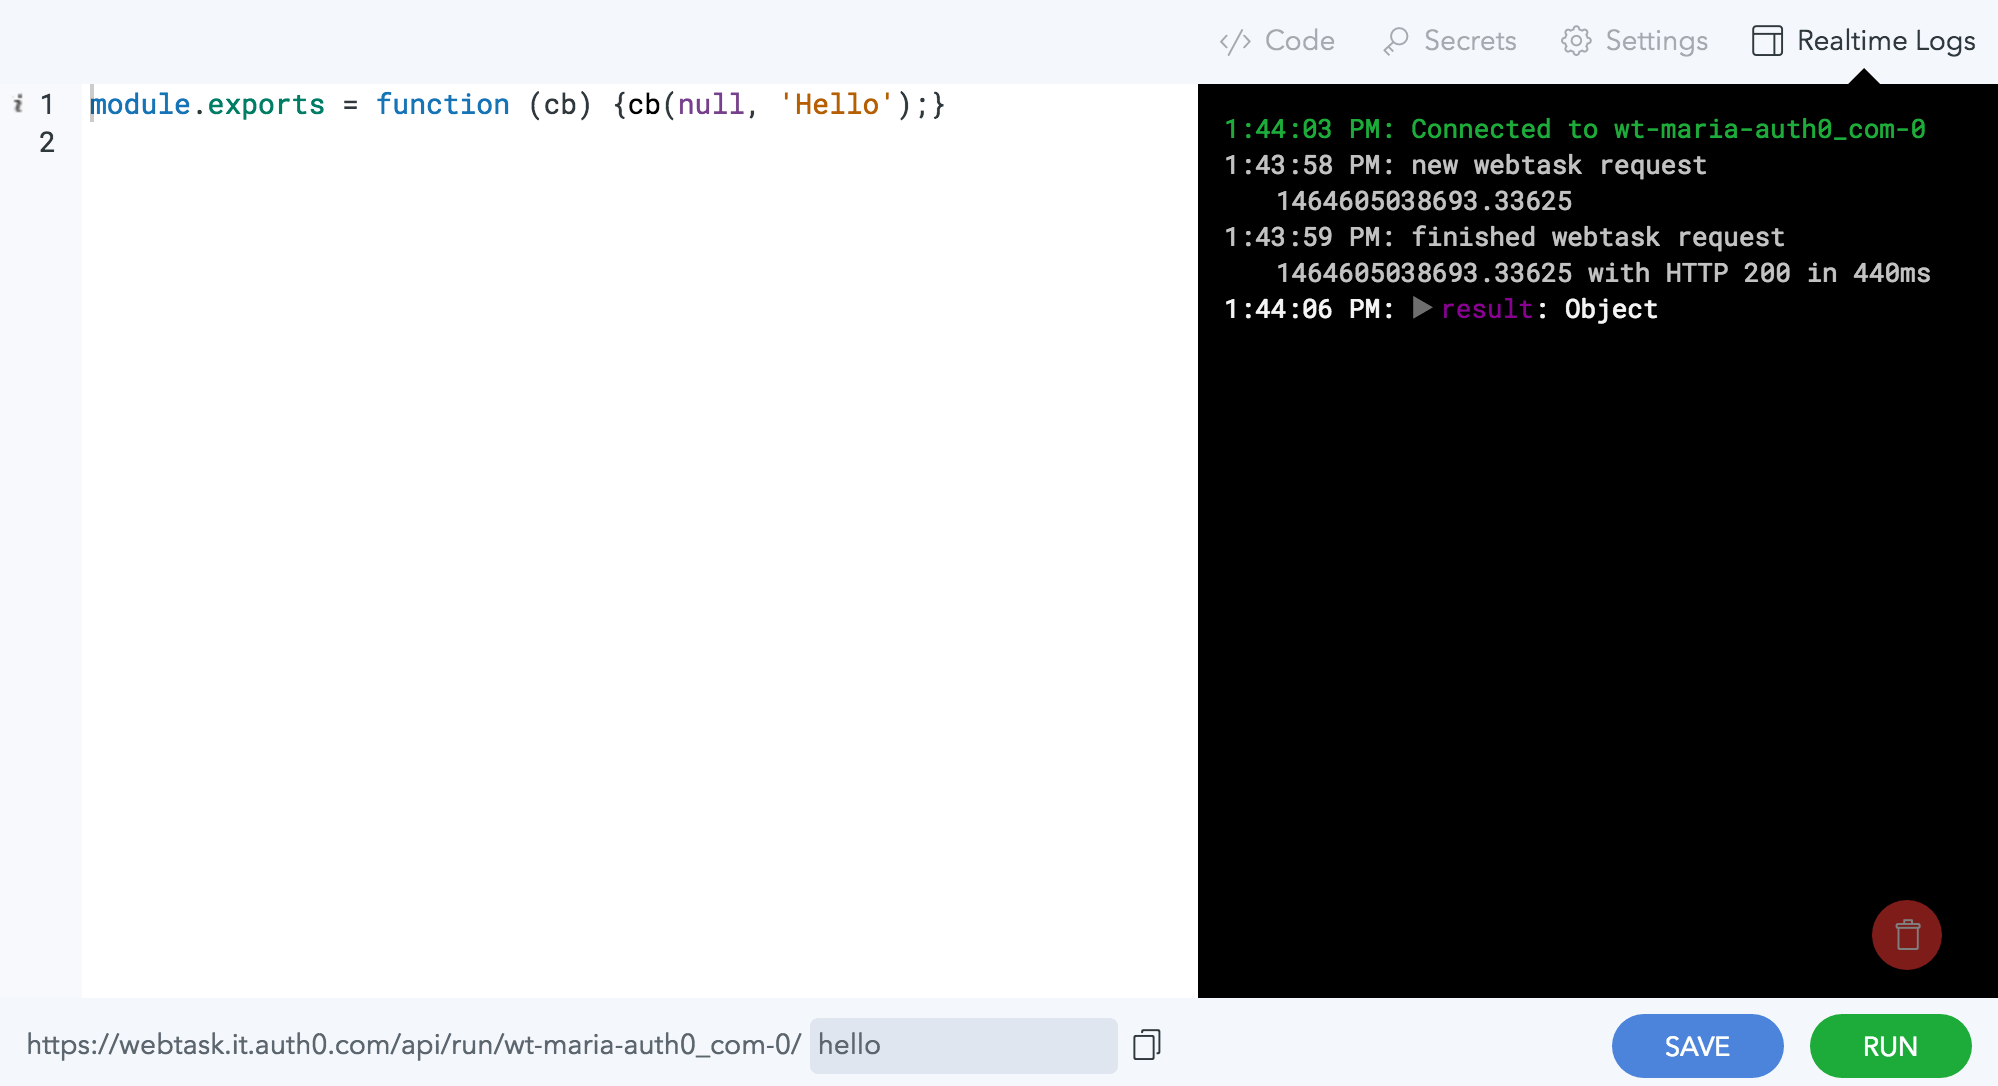 </> Code Secrets Settings Realtime Logs
i 1 module.exports = function (cb) {cb(null, 'Hello');}
2
1:44:03 PM: Connected to wt-maria-auth0_com-0
1:43:58 PM: new webtask request
1464605038693.33625
1:43:59 PM: finished webtask request
1464605038693.33625 with HTTP 200 in 440ms
1:44:06 PM: ▶ result: Object
https://webtask.it.auth0.com/api/run/wt-maria-auth0_com-0/ hello
SAVE RUN